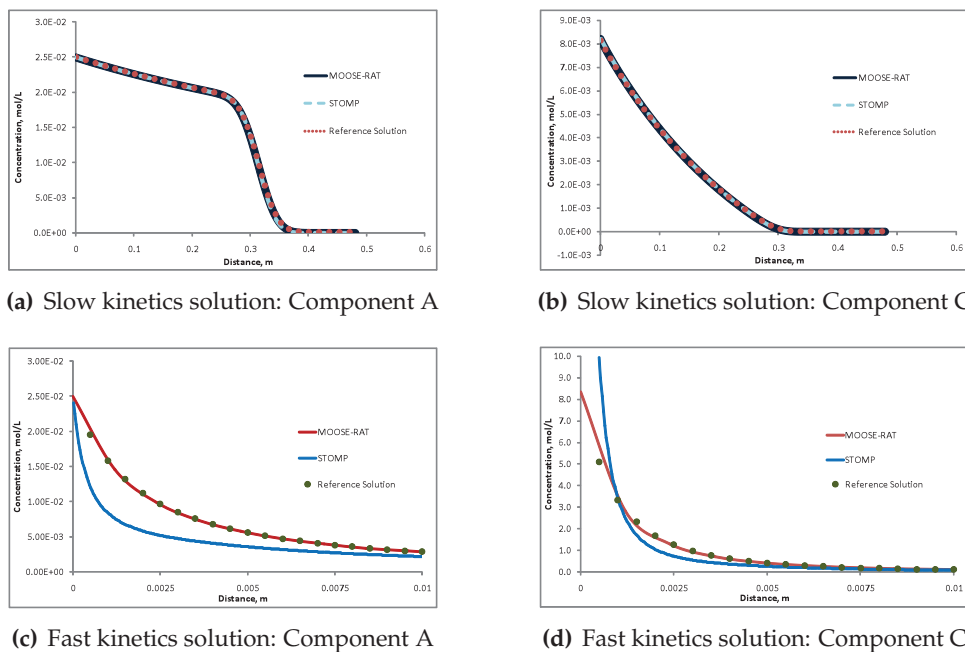 3.0E-02
2.5E-02
2.0E-02
1.5E-02
1.0E-02
5.0E-03
0.0E+00
Concentration, mol/L
0
0.1
0.2
0.3
0.4
0.5
0.6
Distance, m
MOOSE-RAT
STOMP
Reference Solution
(a) Slow kinetics solution: Component A
9.0E-03
8.0E-03
7.0E-03
6.0E-03
5.0E-03
4.0E-03
3.0E-03
2.0E-03
1.0E-03
0.0E+00
-1.0E-03
Concentration, mol/L
0
0.1
0.2
0.3
0.4
0.5
0.6
Distance, m
MOOSE-RAT
STOMP
Reference Solution
(b) Slow kinetics solution: Component C
3.00E-02
2.50E-02
2.00E-02
1.50E-02
1.00E-02
5.00E-03
0.00E+00
Concentration, mol/L
0
0.0025
0.005
0.0075
0.01
Distance, m
MOOSE-RAT
STOMP
Reference Solution
(c) Fast kinetics solution: Component A
10.0
9.0
8.0
7.0
6.0
5.0
4.0
3.0
2.0
1.0
0.0
Concentration, mol/L
0
0.0025
0.005
0.0075
0.01
Distance, m
MOOSE-RAT
STOMP
Reference Solution
(d) Fast kinetics solution: Component C